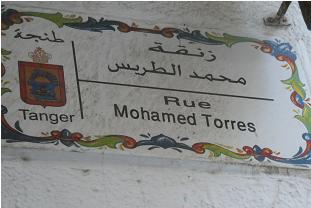 طنجة
زنقة
محمد الطريس
Rue
Mohamed Torres
Tanger